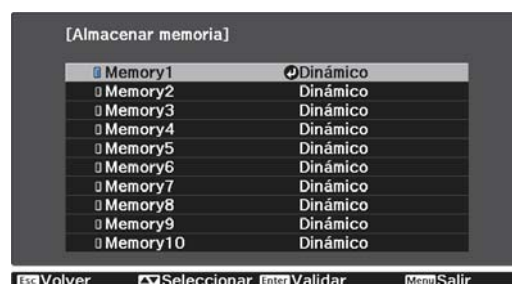 [Almacenar memoria]
Memory1 Dinámico
Memory2 Dinámico
Memory3 Dinámico
Memory4 Dinámico
Memory5 Dinámico
Memory6 Dinámico
Memory7 Dinámico
Memory8 Dinámico
Memory9 Dinámico
Memory10 Dinámico
Esc Volver Seleccionar Enter Validar Menu Salir